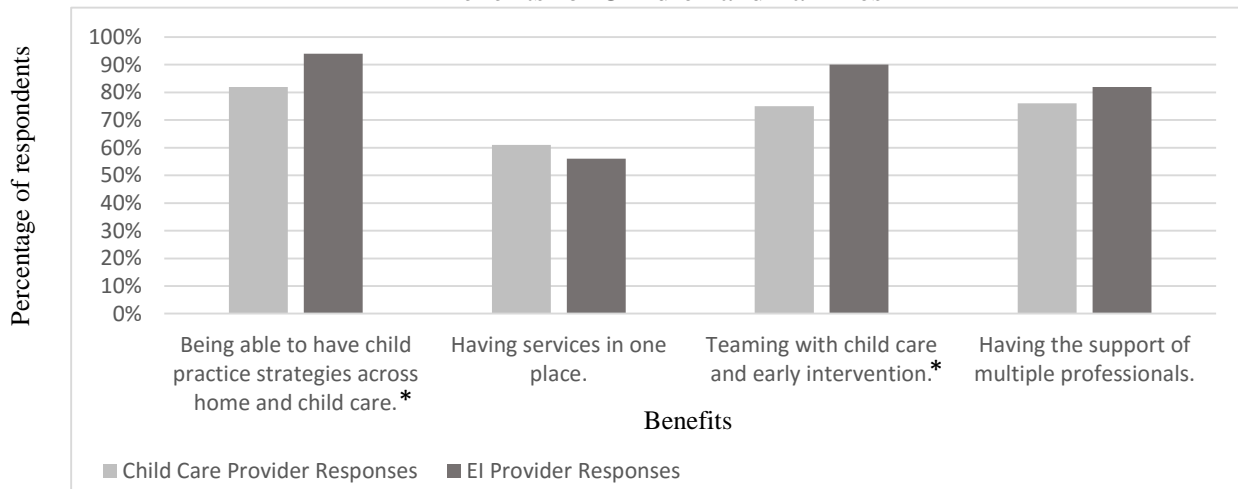 Percentage of respondents
100%
90%
80%
70%
60%
50%
40%
30%
20%
10%
0%
Being able to have child
practice strategies across
home and child care.*
Having services in one
place.
Teaming with child care
and early intervention.*
Having the support of
multiple professionals.
Benefits
Child Care Provider Responses
EI Provider Responses